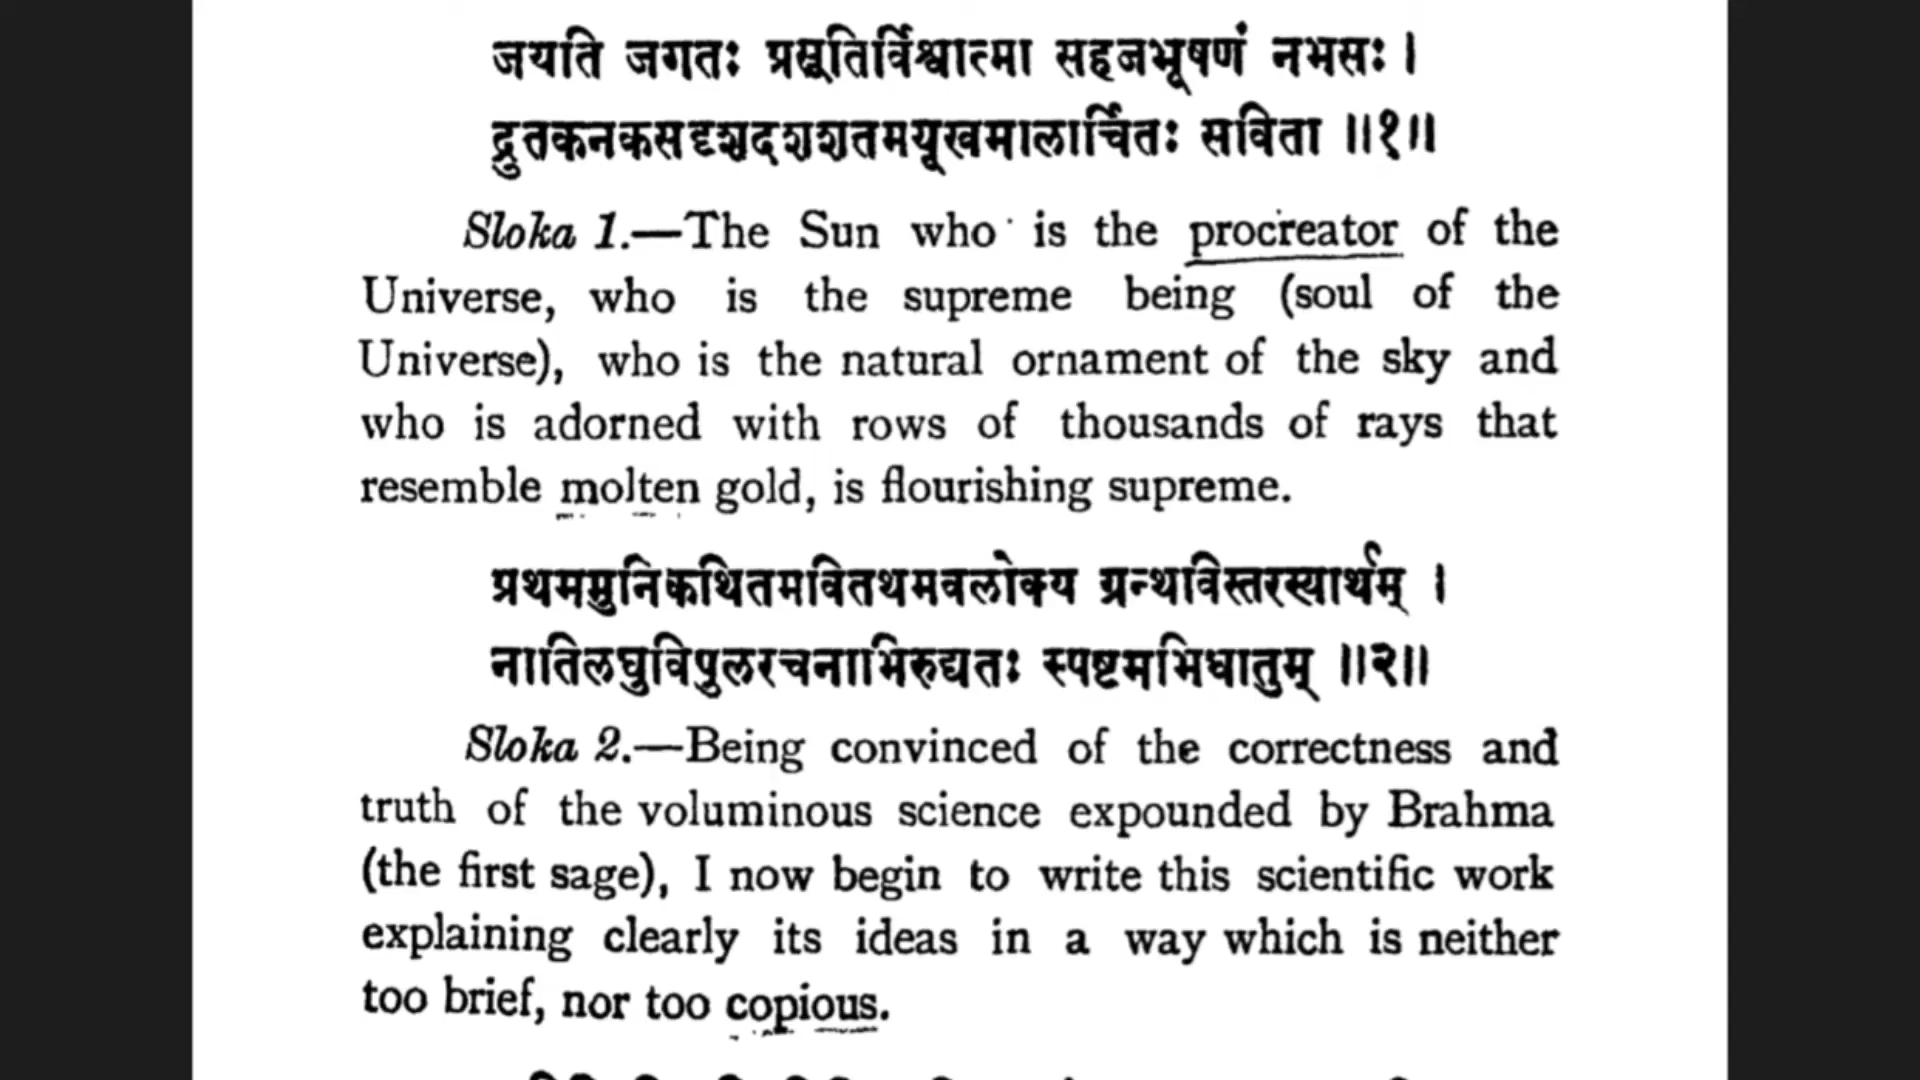 जयति जगतः प्रसूतिर्विश्वात्मा सहजभूषणं नभसः ।
द्रुतकनकसदृशदशशतमयूखमालार्चितः सविता ॥१॥
Sloka 1.—The Sun who is the procreator of the
Universe, who is the supreme being (soul of the
Universe), who is the natural ornament of the sky and
who is adorned with rows of thousands of rays that
resemble molten gold, is flourishing supreme.
प्रथममुनिकथितमवितथमवलोक्य ग्रन्थविस्तरस्यार्थम् ।
नातिलघुविपुलरचनाभिरुद्यतः स्पष्टमभिधातुम् ॥२॥
Sloka 2.—Being convinced of the correctness and
truth of the voluminous science expounded by Brahma
(the first sage), I now begin to write this scientific work
explaining clearly its ideas in a way which is neither
too brief, nor too copious.